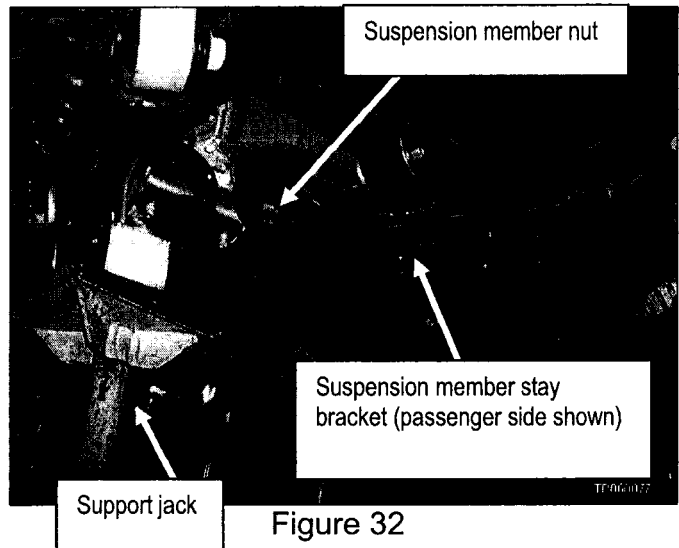 Suspension member nut
Suspension member stay
bracket (passenger side shown)
Support jack
Figure 32